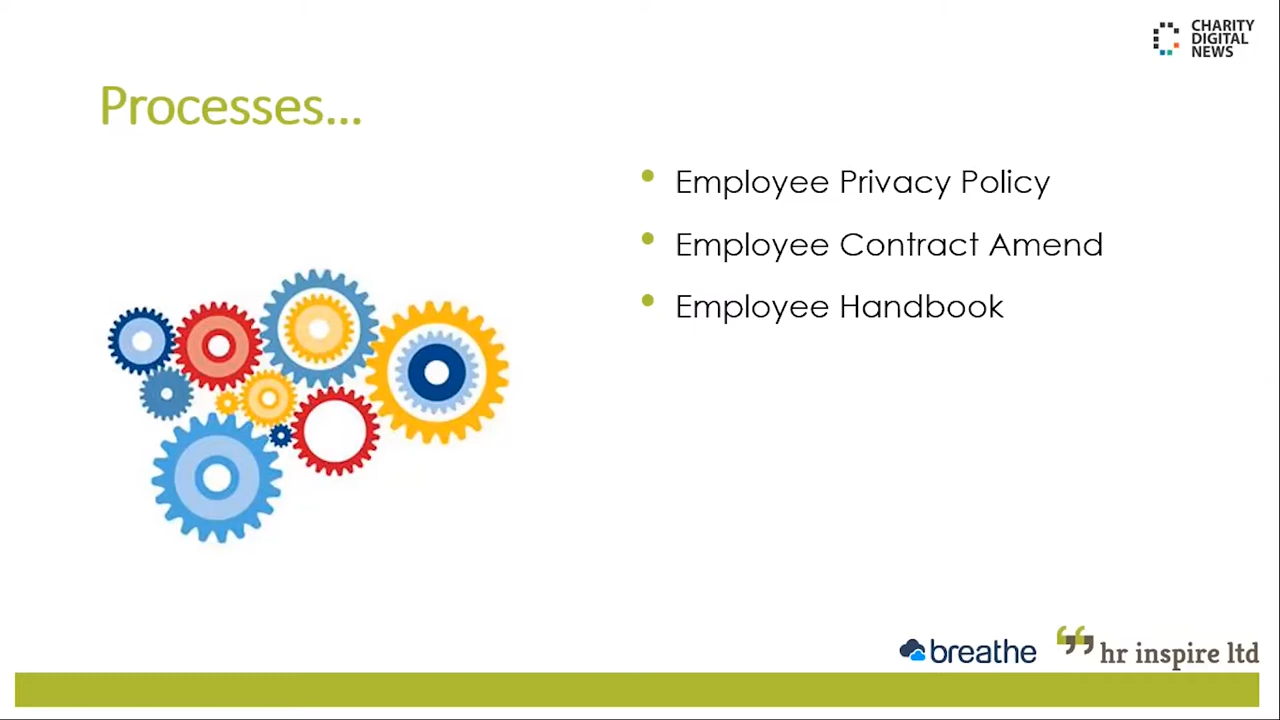 CHARITY
DIGITAL
NEWS
Processes...
Employee Privacy Policy
Employee Contract Amend
Employee Handbook
breathe
hr inspire ltd